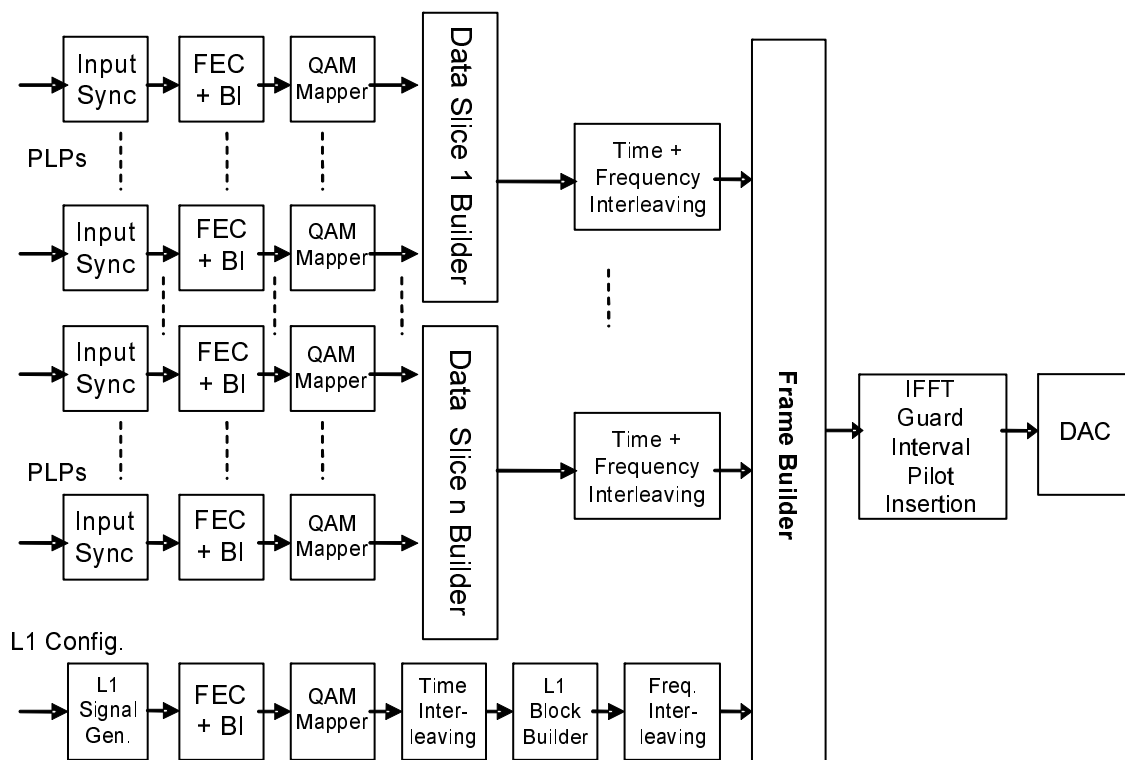 Input
Sync
FEC
+ BI
QAM
Mapper
Data Slice 1 Builder
PLPs
Time +
Frequency
Interleaving
Input
Sync
FEC
+ BI
QAM
Mapper
Input
Sync
FEC
+ BI
QAM
Mapper
Data Slice n Builder
PLPs
Time +
Frequency
Interleaving
Input
Sync
FEC
+ BI
QAM
Mapper
Frame Builder
IFFT
Guard
Interval
Pilot
Insertion
DAC
L1 Config.
L1
Signal
Gen.
FEC
+ BI
QAM
Mapper
Time
Inter-
leaving
L1
Block
Builder
Freq.
Inter-
leaving